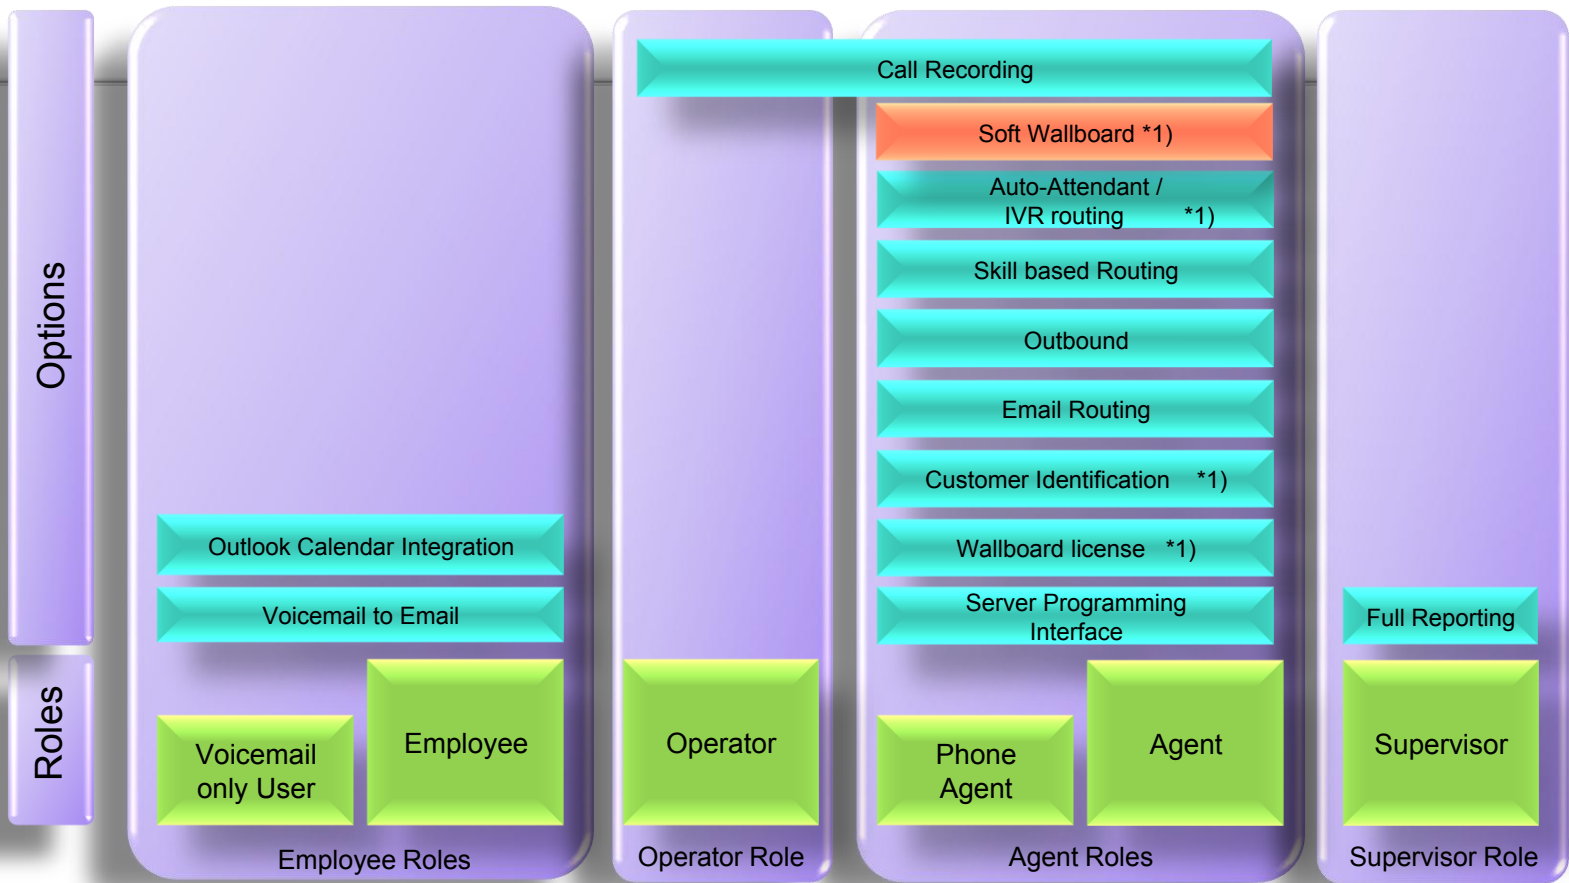 Options
Call Recording
Soft Wallboard *1)
Auto-Attendant /
IVR routing *1)
Skill based Routing
Outbound
Email Routing
Customer Identification *1)
Outlook Calendar Integration
Wallboard license *1)
Voicemail to Email
Server Programming
Interface
Full Reporting
Roles
Voicemail
only User
Employee
Operator
Phone
Agent
Agent
Supervisor
Employee Roles
Operator Role
Agent Roles
Supervisor Role